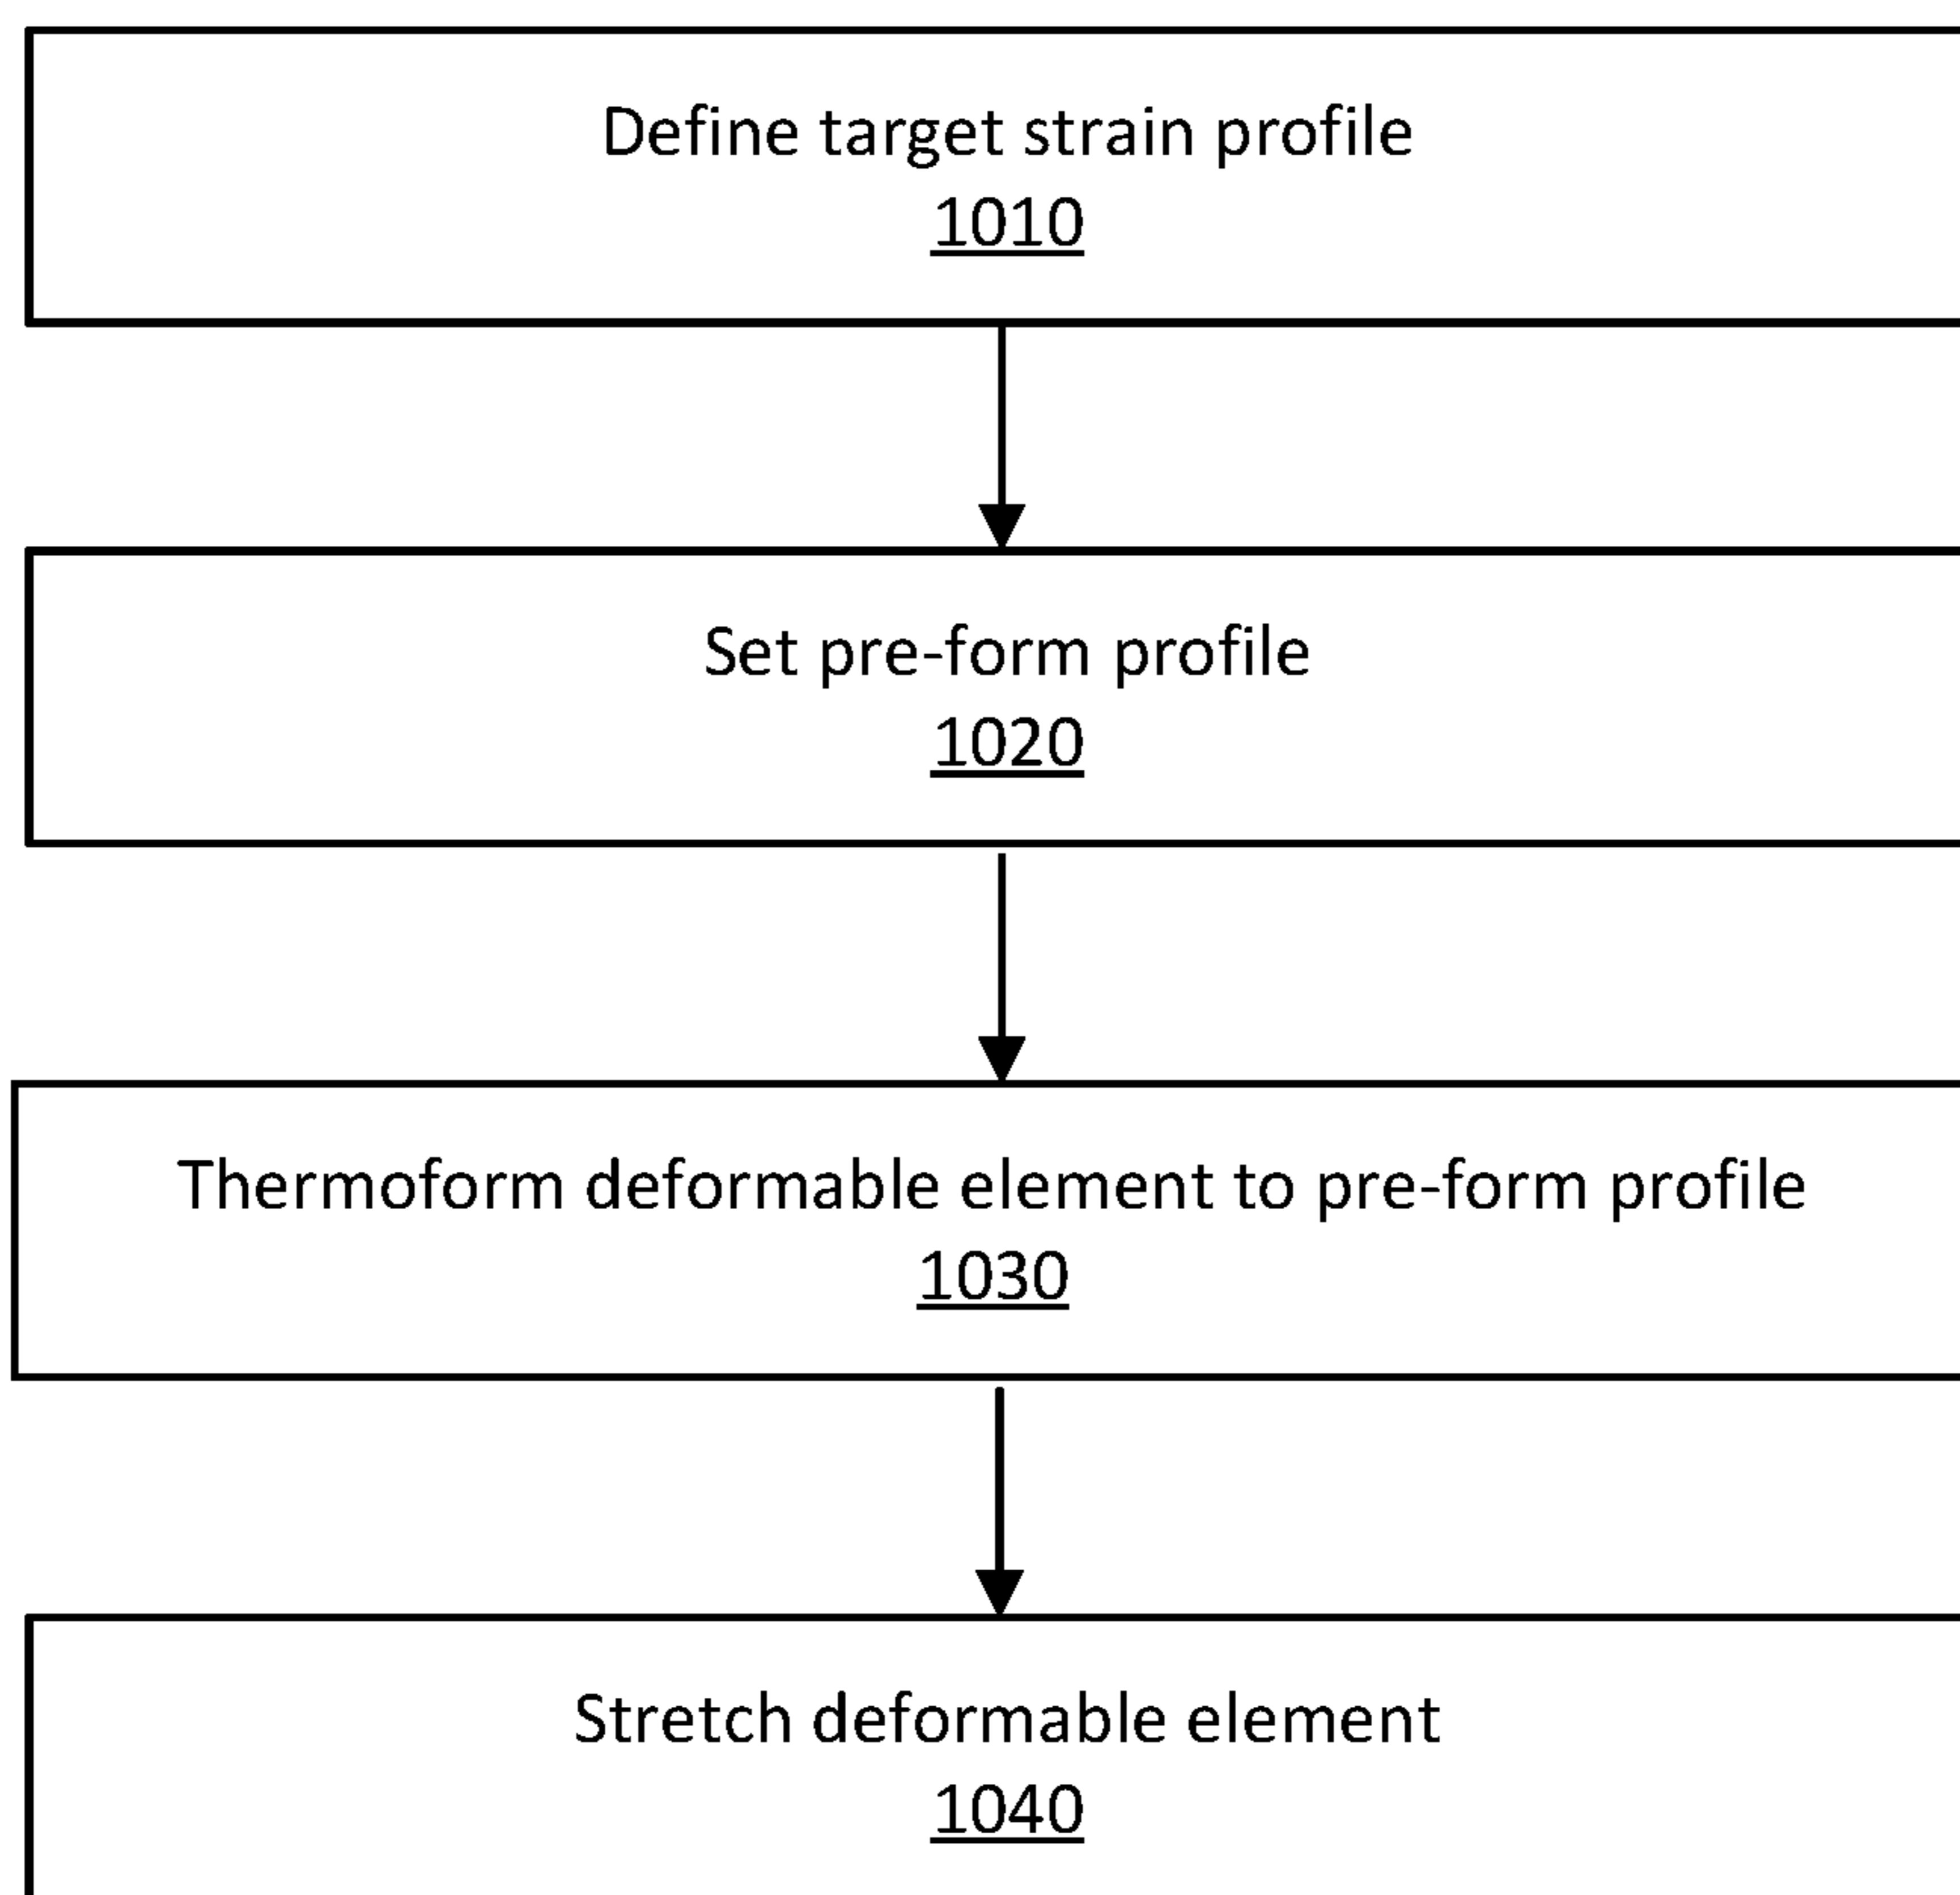 Define target strain profile
1010
Set pre-form profile
1020
Thermoform deformable element to pre-form profile
1030
Stretch deformable element
1040